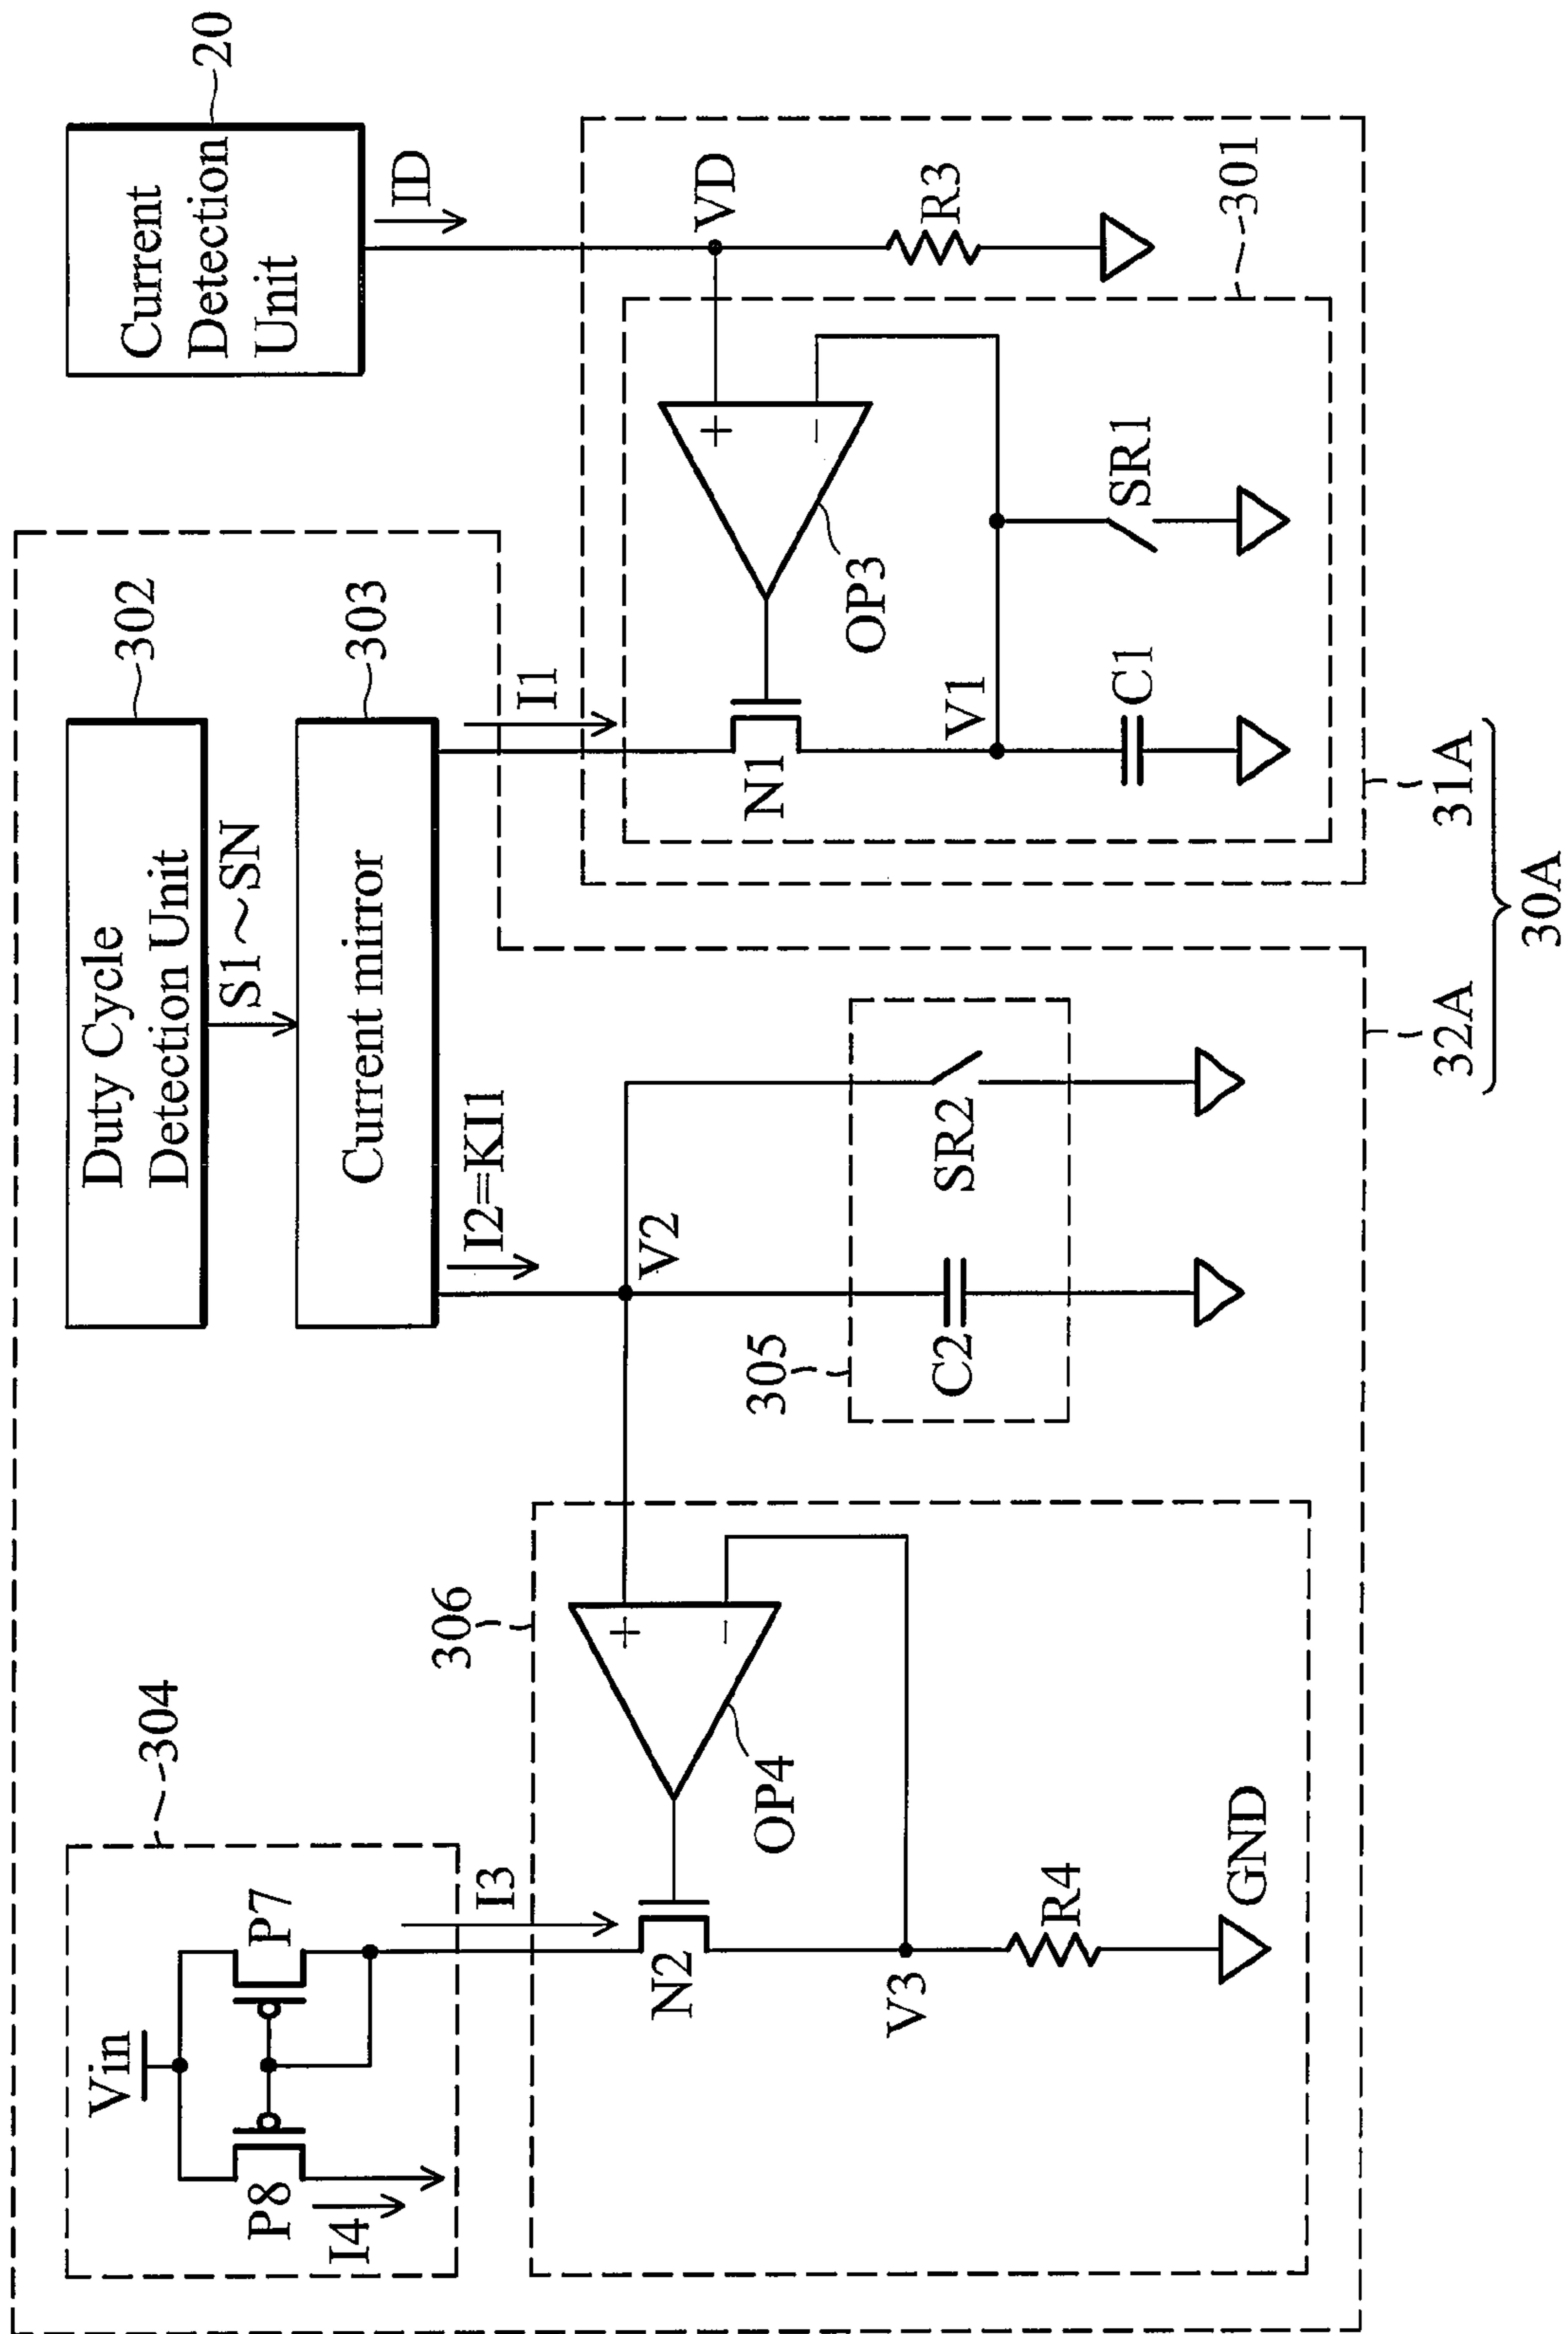 Vin
P8
P7
I4
304
I3
306
OP4
+
–
N2
V3
R4
GND
Duty Cycle
Detection Unit
302
S1~SN
Current mirror
303
I2=KI1
V2
305
C2
SR2
I1
Current
Detection
Unit
20
ID
VD
R3
301
+
–
OP3
N1
V1
C1
SR1
32A
31A
30A